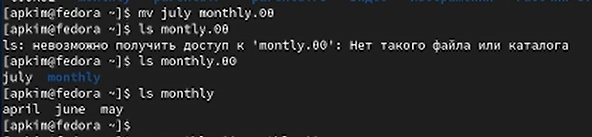 [apkim@fedora ~]$ mv july monthly.00
[apkim@fedora ~]$ ls montly.00
ls: невозможно получить доступ к 'montly.00': Нет такого файла или каталога
[apkim@fedora ~]$ ls monthly.00
july monthly
[apkim@fedora ~]$ ls monthly
april june may
[apkim@fedora ~]$